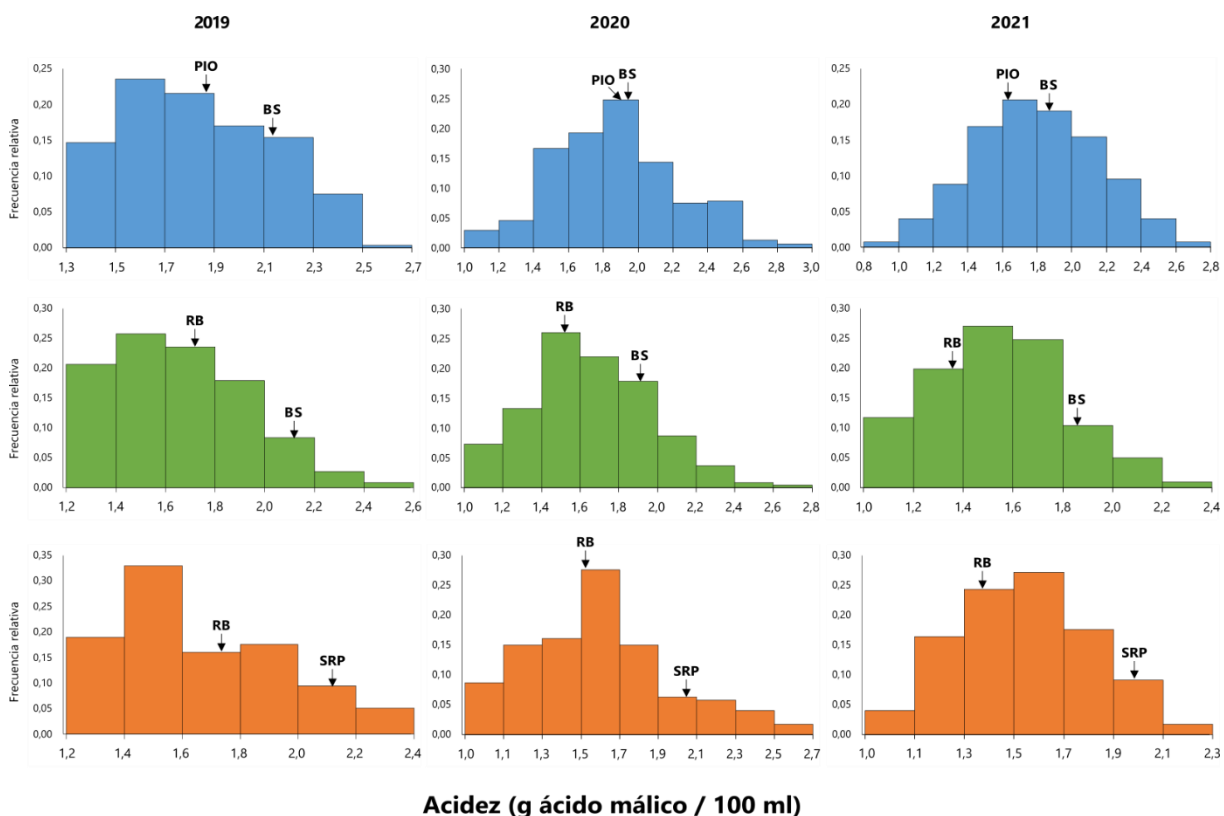 2019 2020 2021
PIO BS
PIO BS
PIO BS
Frecuencia relativa
0,25
0,20
0,15
0,10
0,05
0,00
1,3 1,5 1,7 1,9 2,1 2,3 2,5 2,7
0,30
0,25
0,20
0,15
0,10
0,05
0,00
1,0 1,2 1,4 1,6 1,8 2,0 2,2 2,4 2,6 2,8 3,0
0,25
0,20
0,15
0,10
0,05
0,00
0,8 1,0 1,2 1,4 1,6 1,8 2,0 2,2 2,4 2,6 2,8
RB BS
RB BS
RB BS
Frecuencia relativa
0,30
0,25
0,20
0,15
0,10
0,05
0,00
1,2 1,4 1,6 1,8 2,0 2,2 2,4 2,6
0,30
0,25
0,20
0,15
0,10
0,05
0,00
1,0 1,2 1,4 1,6 1,8 2,0 2,2 2,4 2,6 2,8
0,30
0,25
0,20
0,15
0,10
0,05
0,00
1,0 1,2 1,4 1,6 1,8 2,0 2,2 2,4
RB SRP
RB SRP
RB SRP
Frecuencia relativa
0,35
0,30
0,25
0,20
0,15
0,10
0,05
0,00
1,2 1,4 1,6 1,8 2,0 2,2 2,4
0,30
0,25
0,20
0,15
0,10
0,05
0,00
1,0 1,1 1,3 1,5 1,7 1,9 2,1 2,3 2,5 2,7
0,30
0,25
0,20
0,15
0,10
0,05
0,00
1,0 1,1 1,3 1,5 1,7 1,9 2,1 2,3
Acidez (g ácido málico / 100 ml)